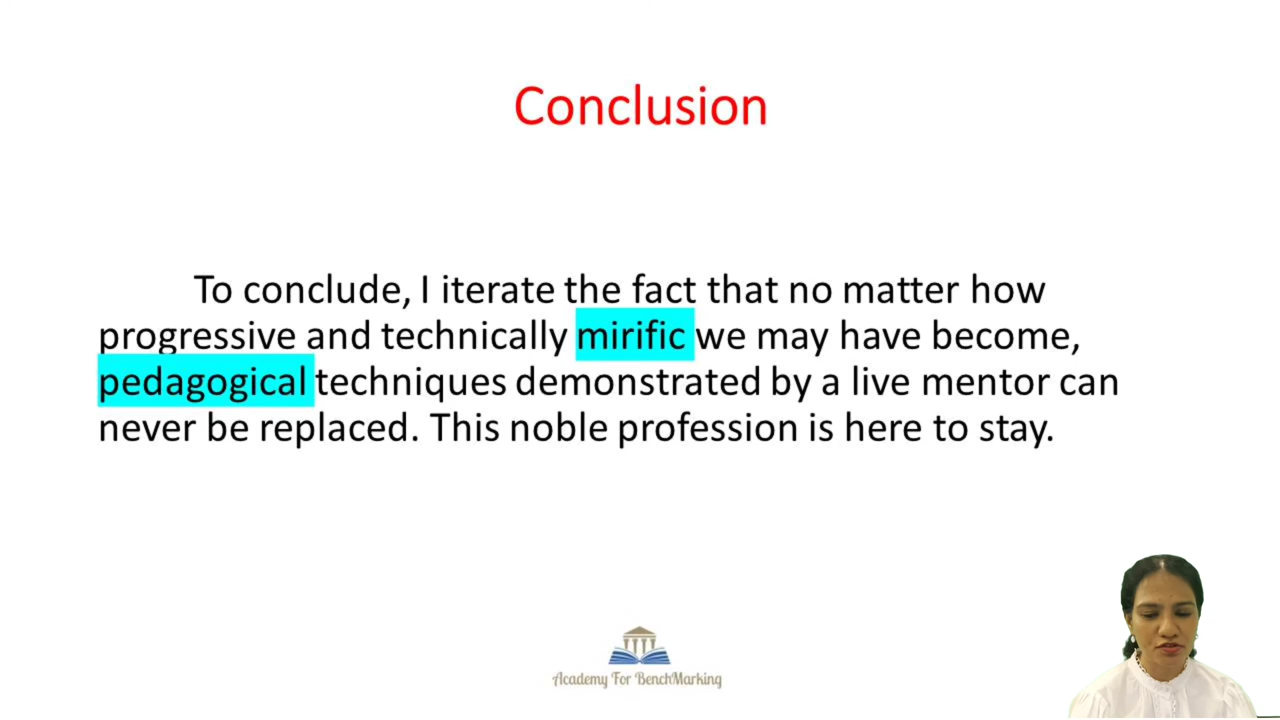 Conclusion
To conclude, I iterate the fact that no matter how
progressive and technically mirific we may have become,
pedagogical techniques demonstrated by a live mentor can
never be replaced. This noble profession is here to stay.
Academy For BenchMarking